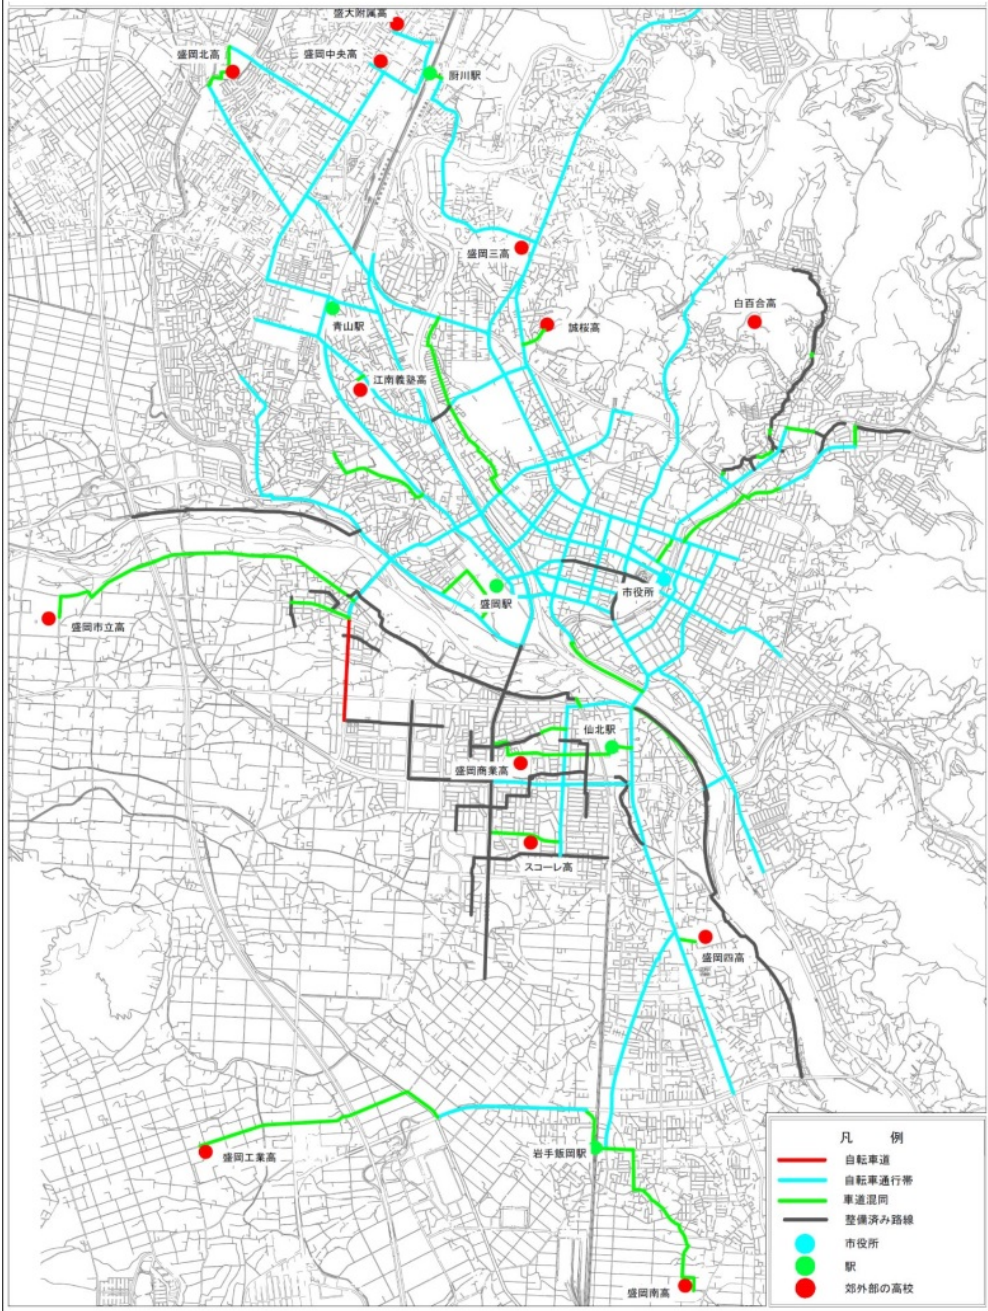 盛大附属高
盛岡北高
盛岡中央高
厨川駅
盛岡三高
白百合高
青山駅
誠桜高
江南義塾高
市役所
盛岡駅
盛岡市立高
仙北駅
盛岡商業高
スコーレ高
盛岡四高
岩手飯岡駅
盛岡工業高
盛岡南高
凡 例
自転車道
自転車通行帯
車道混同
整備済み路線
市役所
駅
郊外部の高校